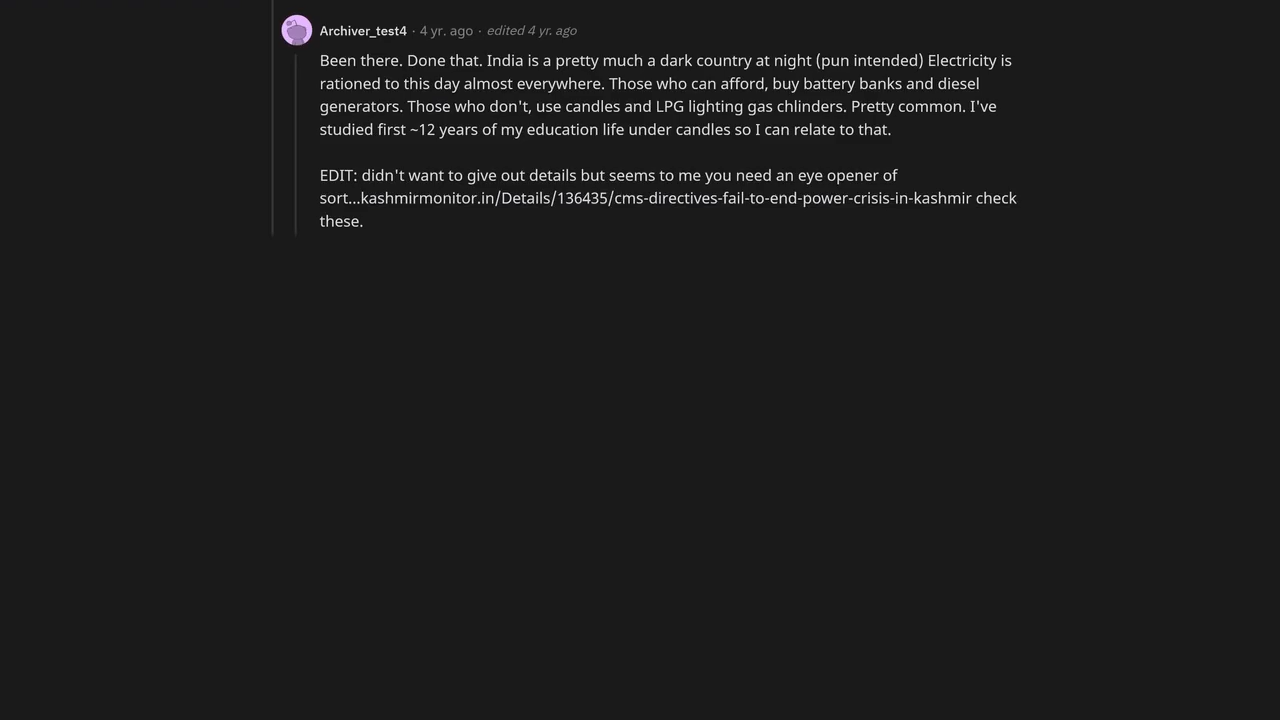 Archiver_test4 · 4 yr. ago · edited 4 yr. ago
Been there. Done that. India is a pretty much a dark country at night (pun intended) Electricity is
rationed to this day almost everywhere. Those who can afford, buy battery banks and diesel
generators. Those who don't, use candles and LPG lighting gas chlinders. Pretty common. I've
studied first ~12 years of my education life under candles so I can relate to that.
EDIT: didn't want to give out details but seems to me you need an eye opener of
sort...kashmirmonitor.in/Details/136435/cms-directives-fail-to-end-power-crisis-in-kashmir check
these.